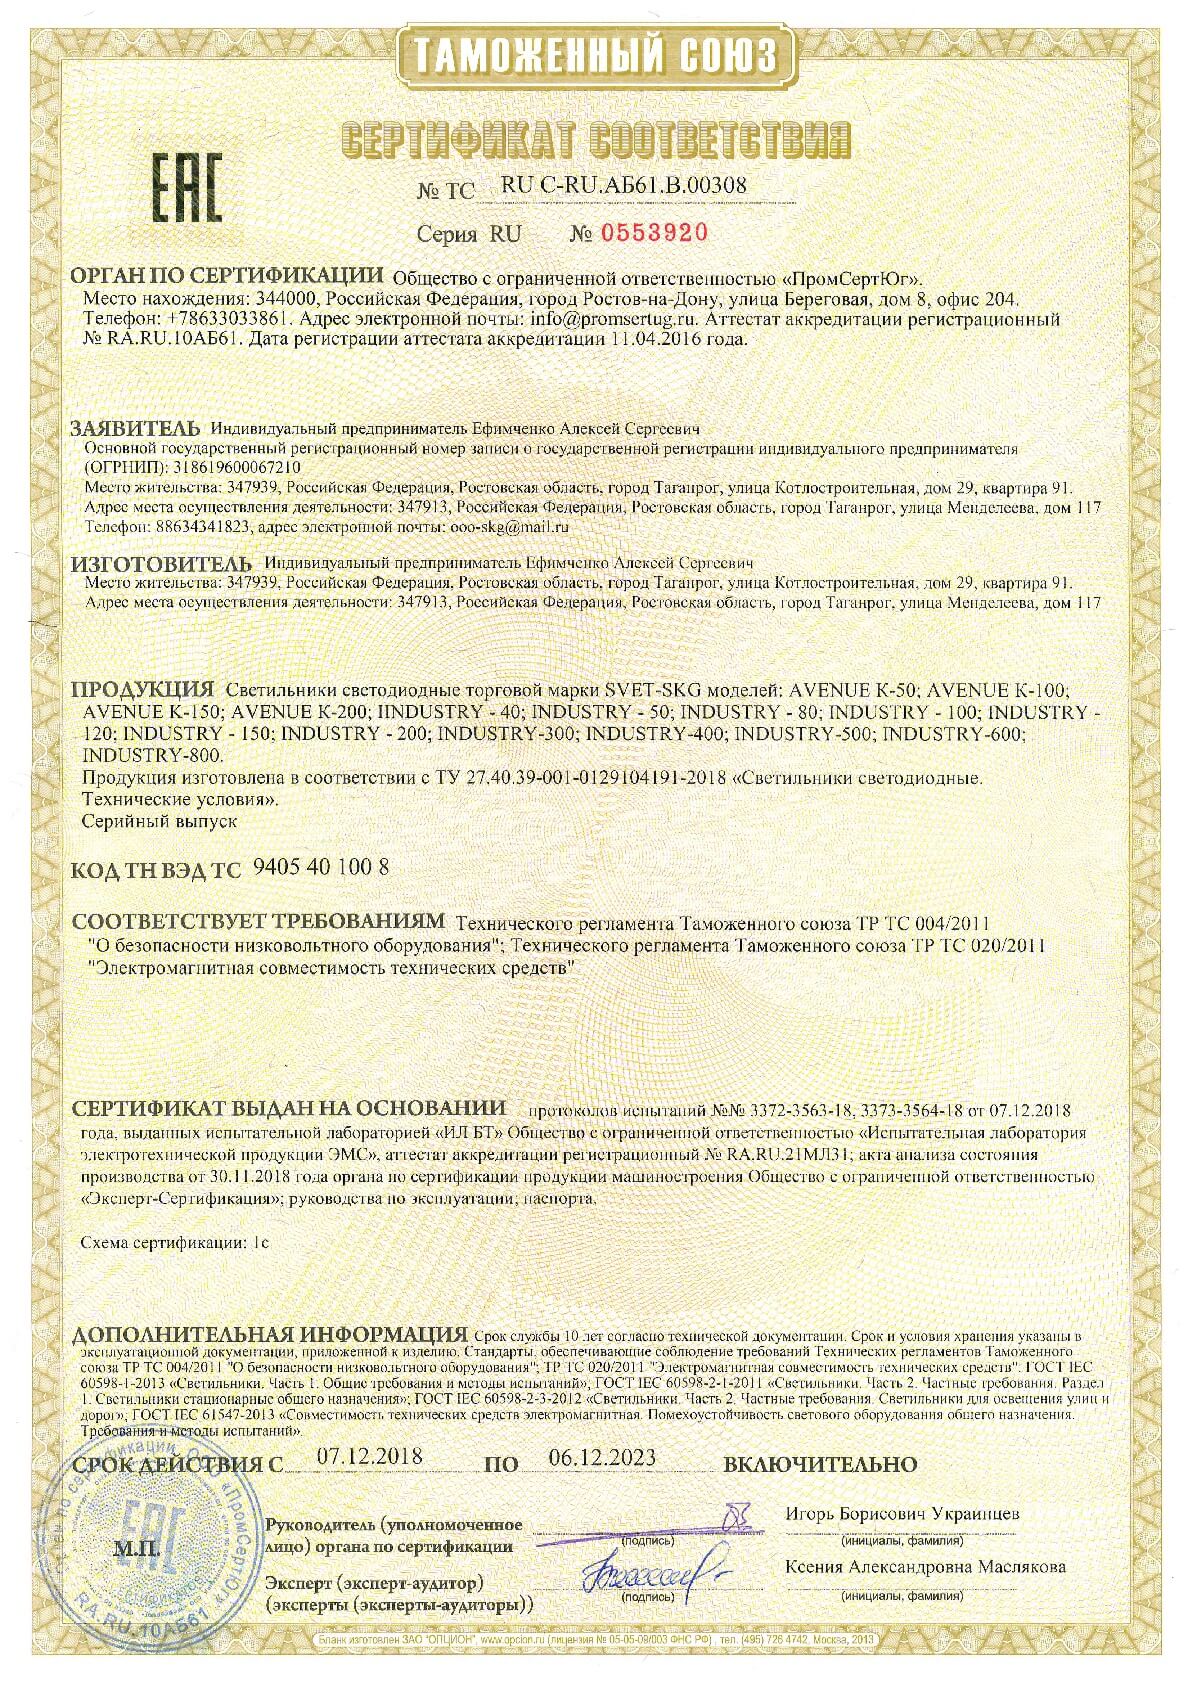 ТАМОЖЕННЫЙ СОЮЗ
СЕРТИФИКАТ СООТВЕТСТВИЯ
ЕАС
№ ТС RU С-RU.АБ61.В.00308
Серия RU № 0553920
ОРГАН ПО СЕРТИФИКАЦИИ Общество с ограниченной ответственностью «ПромСертЮг».
Место нахождения: 344000, Российская Федерация, город Ростов-на-Дону, улица Береговая, дом 8, офис 204.
Телефон: +78633033861. Адрес электронной почты: info@promsertug.ru. Аттестат аккредитации регистрационный
№ RA.RU.10АБ61. Дата регистрации аттестата аккредитации 11.04.2016 года.
ЗАЯВИТЕЛЬ Индивидуальный предприниматель Ефимченко Алексей Сергеевич
Основной государственный регистрационный номер записи о государственной регистрации индивидуального предпринимателя
(ОГРНИП): 318619600067210
Место жительства: 347939, Российская Федерация, Ростовская область, город Таганрог, улица Котлостроительная, дом 29, квартира 91.
Адрес места осуществления деятельности: 347913, Российская Федерация, Ростовская область, город Таганрог, улица Менделеева, дом 117
Телефон: 88634341823, адрес электронной почты: ooo-skg@mail.ru
ИЗГОТОВИТЕЛЬ Индивидуальный предприниматель Ефимченко Алексей Сергеевич
Место жительства: 347939, Российская Федерация, Ростовская область, город Таганрог, улица Котлостроительная, дом 29, квартира 91.
Адрес места осуществления деятельности: 347913, Российская Федерация, Ростовская область, город Таганрог, улица Менделеева, дом 117
ПРОДУКЦИЯ Светильники светодиодные торговой марки SVET-SKG моделей: AVENUE К-50; AVENUE К-100;
AVENUE К-150; AVENUE К-200; IINDUSTRY - 40; INDUSTRY - 50; INDUSTRY - 80; INDUSTRY - 100; INDUSTRY -
120; INDUSTRY - 150; INDUSTRY - 200; INDUSTRY-300; INDUSTRY-400; INDUSTRY-500; INDUSTRY-600;
INDUSTRY-800.
Продукция изготовлена в соответствии с ТУ 27.40.39-001-0129104191-2018 «Светильники светодиодные.
Технические условия».
Серийный выпуск
КОД ТН ВЭД ТС 9405 40 100 8
СООТВЕТСТВУЕТ ТРЕБОВАНИЯМ Технического регламента Таможенного союза ТР ТС 004/2011
"О безопасности низковольтного оборудования"; Технического регламента Таможенного союза ТР ТС 020/2011
"Электромагнитная совместимость технических средств"
СЕРТИФИКАТ ВЫДАН НА ОСНОВАНИИ протоколов испытаний №№ 3372-3563-18, 3373-3564-18 от 07.12.2018
года, выданных испытательной лабораторией «ИЛ БТ» Общество с ограниченной ответственностью «Испытательная лаборатория
электротехнической продукции ЭМС», аттестат аккредитации регистрационный № RA.RU.21МЛ31; акта анализа состояния
производства от 30.11.2018 года органа по сертификации продукции машиностроения Общество с ограниченной ответственностью
«Эксперт-Сертификация»; руководства по эксплуатации; паспорта.
Схема сертификации: 1с
ДОПОЛНИТЕЛЬНАЯ ИНФОРМАЦИЯ Срок службы 10 лет согласно технической документации. Срок и условия хранения указаны в
эксплуатационной документации, приложенной к изделию. Стандарты, обеспечивающие соблюдение требований Технических регламентов Таможенного
союза ТР ТС 004/2011 "О безопасности низковольтного оборудования"; ТР ТС 020/2011 "Электромагнитная совместимость технических средств": ГОСТ IEC
60598-1-2013 «Светильники. Часть 1. Общие требования и методы испытаний»; ГОСТ IEC 60598-2-1-2011 «Светильники. Часть 2. Частные требования. Раздел
1. Светильники стационарные общего назначения»; ГОСТ IEC 60598-2-3-2012 «Светильники. Часть 2. Частные требования. Светильники для освещения улиц и
дорог»; ГОСТ IEC 61547-2013 «Совместимость технических средств электромагнитная. Помехоустойчивость светового оборудования общего назначения.
Требования и методы испытаний».
СРОК ДЕЙСТВИЯ С 07.12.2018 ПО 06.12.2023 ВКЛЮЧИТЕЛЬНО
М.П.
Руководитель (уполномоченное
лицо) органа по сертификации
(подпись)
Игорь Борисович Украинцев
(инициалы, фамилия)
Эксперт (эксперт-аудитор)
(эксперты (эксперты-аудиторы))
(подпись)
Ксения Александровна Маслякова
(инициалы, фамилия)
по сертификации ООО «ПромСертЮг»
ЕАС
RA.RU.10АБ61
Бланк изготовлен ЗАО "ОПЦИОН", www.opcion.ru (лицензия № 05-05-09/003 ФНС РФ), тел. (495) 726 4742, Москва, 2013